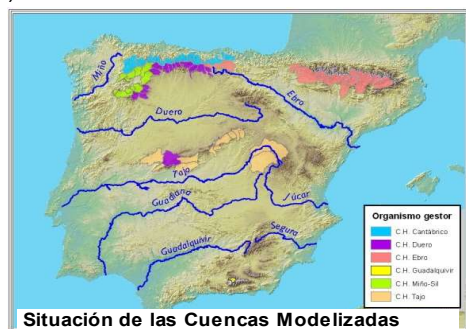 Miño
Duero
Ebro
Tajo
Guadiana
Júcar
Segura
Guadalquivir
Organismo gestor
C.H. Cantábrico
C.H. Duero
C.H. Ebro
C.H. Guadalquivir
C.H. Miño-Sil
C.H. Tajo
Situación de las Cuencas Modelizadas